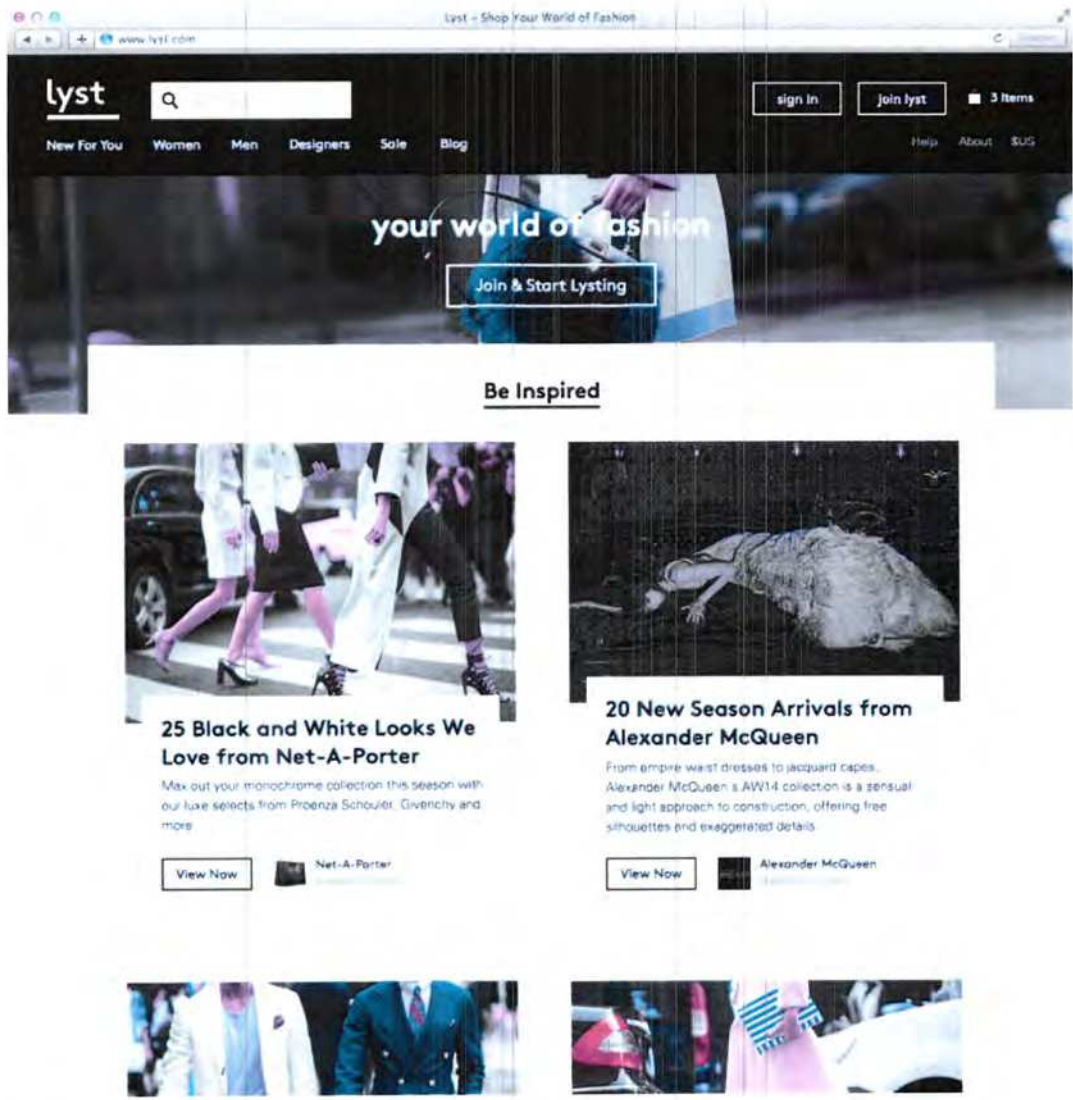 Lyst - Shop Your World of Fashion
www.lyst.com
lyst
sign in
join lyst
3 Items
New For You
Women
Men
Designers
Sale
Blog
Help
About
$US
your world of fashion
Join & Start Lysting
Be Inspired
25 Black and White Looks We
Love from Net-A-Porter
Max out your monochrome collection this season with
our luxe selects from Proenza Schouler, Givenchy and
more
View Now
Net-A-Porter
20 New Season Arrivals from
Alexander McQueen
From empire waist dresses to jacquard capes,
Alexander McQueen s AW14 collection is a sensual
and light approach to construction, offering free
silhouettes and exaggerated details
View Now
Alexander McQueen